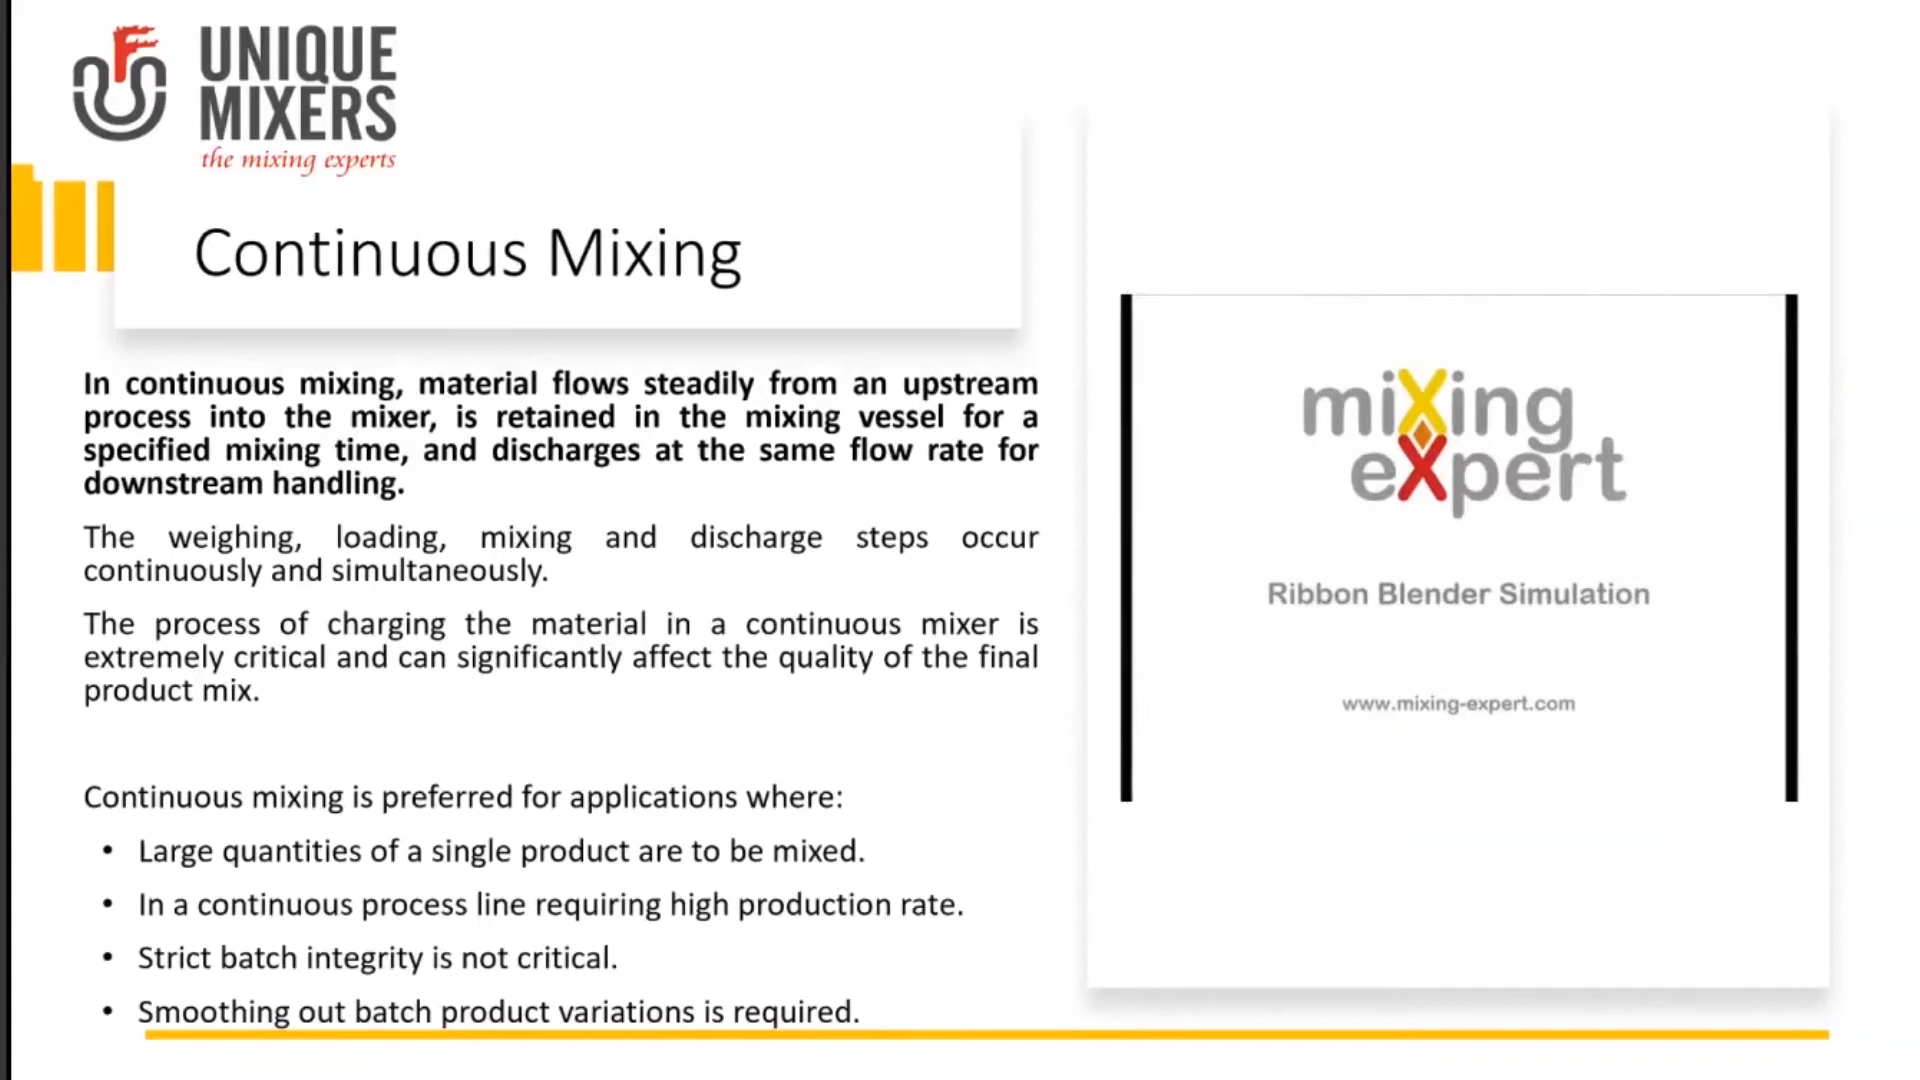 UNIQUE
MIXERS
the mixing experts
Continuous Mixing
In continuous mixing, material flows steadily from an upstream
process into the mixer, is retained in the mixing vessel for a
specified mixing time, and discharges at the same flow rate for
downstream handling.
The weighing, loading, mixing and discharge steps occur
continuously and simultaneously.
The process of charging the material in a continuous mixer is
extremely critical and can significantly affect the quality of the final
product mix.
Continuous mixing is preferred for applications where:
• Large quantities of a single product are to be mixed.
• In a continuous process line requiring high production rate.
• Strict batch integrity is not critical.
• Smoothing out batch product variations is required.
miXing
eXpert
Ribbon Blender Simulation
www.mixing-expert.com